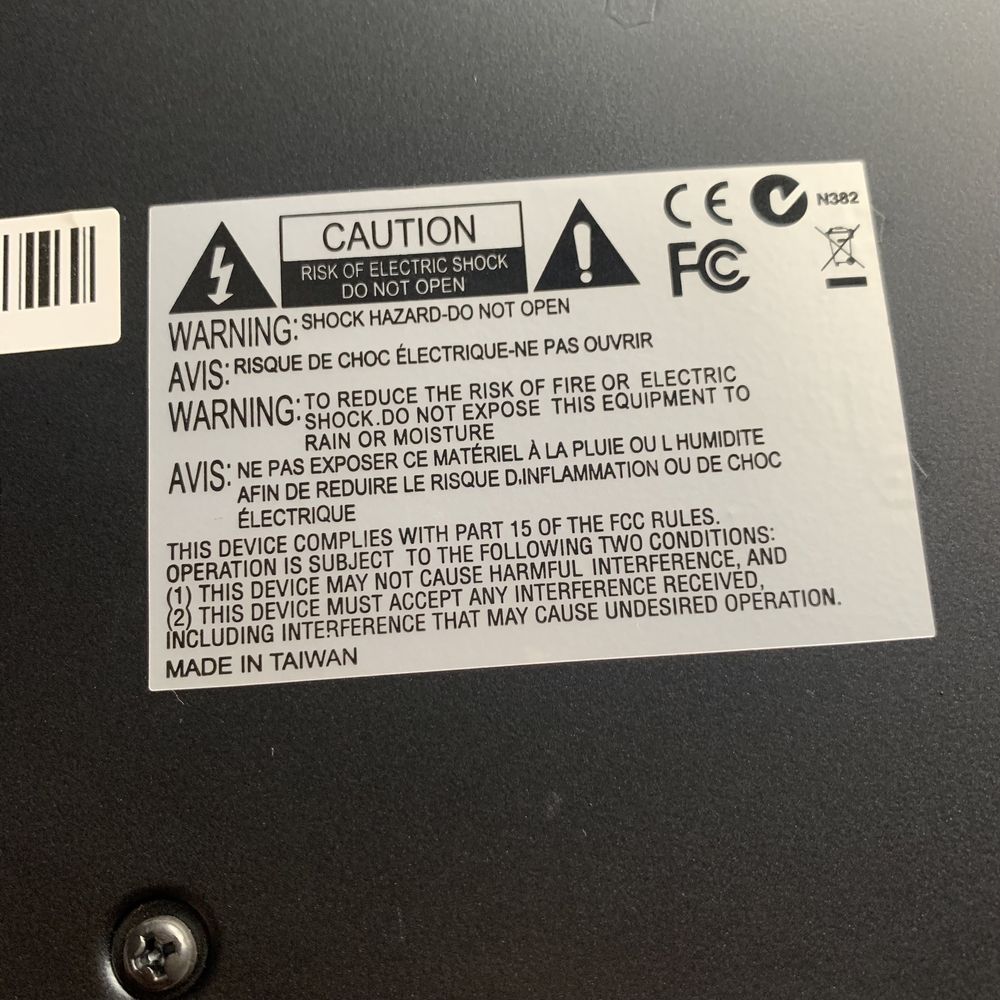 CAUTION
RISK OF ELECTRIC SHOCK
DO NOT OPEN
CE N382
FC
WARNING: SHOCK HAZARD-DO NOT OPEN
AVIS: RISQUE DE CHOC ÉLECTRIQUE-NE PAS OUVRIR
WARNING: TO REDUCE THE RISK OF FIRE OR ELECTRIC
SHOCK.DO NOT EXPOSE THIS EQUIPMENT TO
RAIN OR MOISTURE
AVIS: NE PAS EXPOSER CE MATÉRIEL À LA PLUIE OU L HUMIDITE
AFIN DE REDUIRE LE RISQUE D,INFLAMMATION OU DE CHOC
ÉLECTRIQUE
THIS DEVICE COMPLIES WITH PART 15 OF THE FCC RULES.
OPERATION IS SUBJECT TO THE FOLLOWING TWO CONDITIONS:
(1) THIS DEVICE MAY NOT CAUSE HARMFUL INTERFERENCE, AND
(2) THIS DEVICE MUST ACCEPT ANY INTERFERENCE RECEIVED,
INCLUDING INTERFERENCE THAT MAY CAUSE UNDESIRED OPERATION.
MADE IN TAIWAN